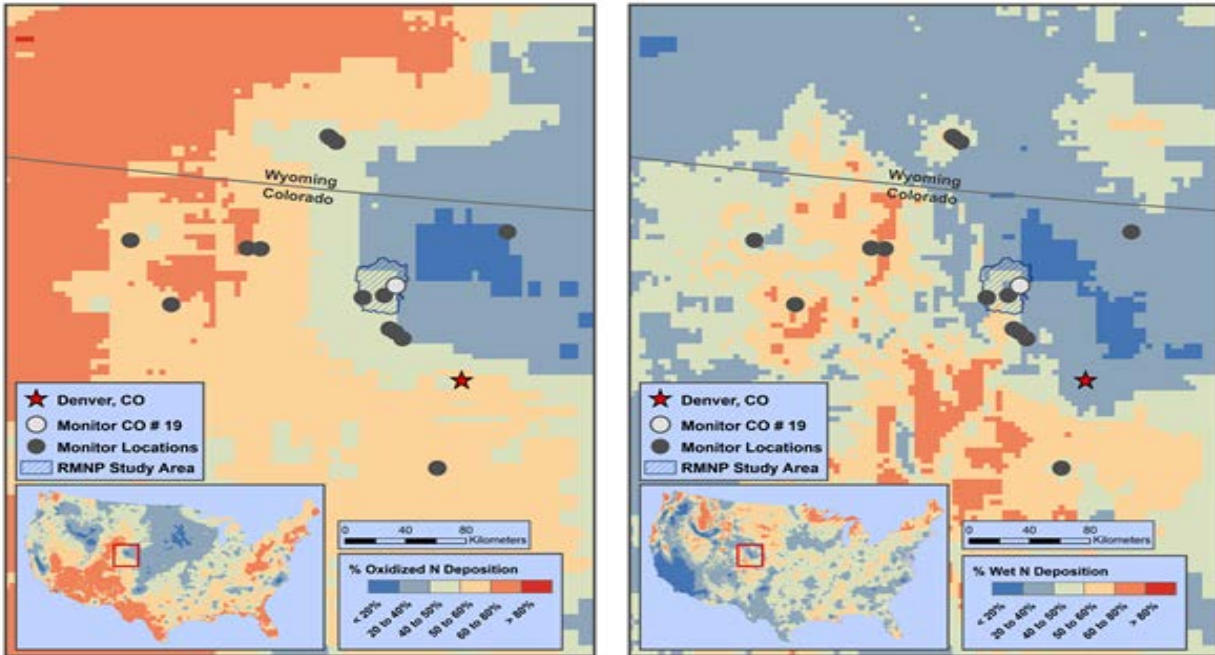 Wyoming
Colorado
Denver, CO
Monitor CO # 19
Monitor Locations
RMNP Study Area
0 40 80
Kilometers
% Oxidized N Deposition
< 20%
20 to 40%
40 to 50%
50 to 60%
60 to 80%
> 80%
Wyoming
Colorado
Denver, CO
Monitor CO # 19
Monitor Locations
RMNP Study Area
0 40 80
Kilometers
% Wet N Deposition
< 20%
20 to 40%
40 to 50%
50 to 60%
60 to 80%
> 80%